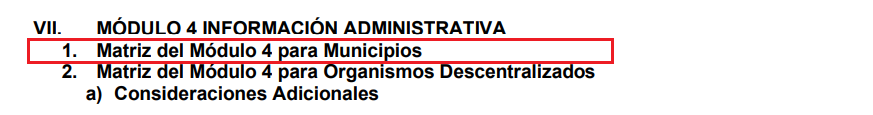 VII. MÓDULO 4 INFORMACIÓN ADMINISTRATIVA
1. Matriz del Módulo 4 para Municipios
2. Matriz del Módulo 4 para Organismos Descentralizados
a) Consideraciones Adicionales